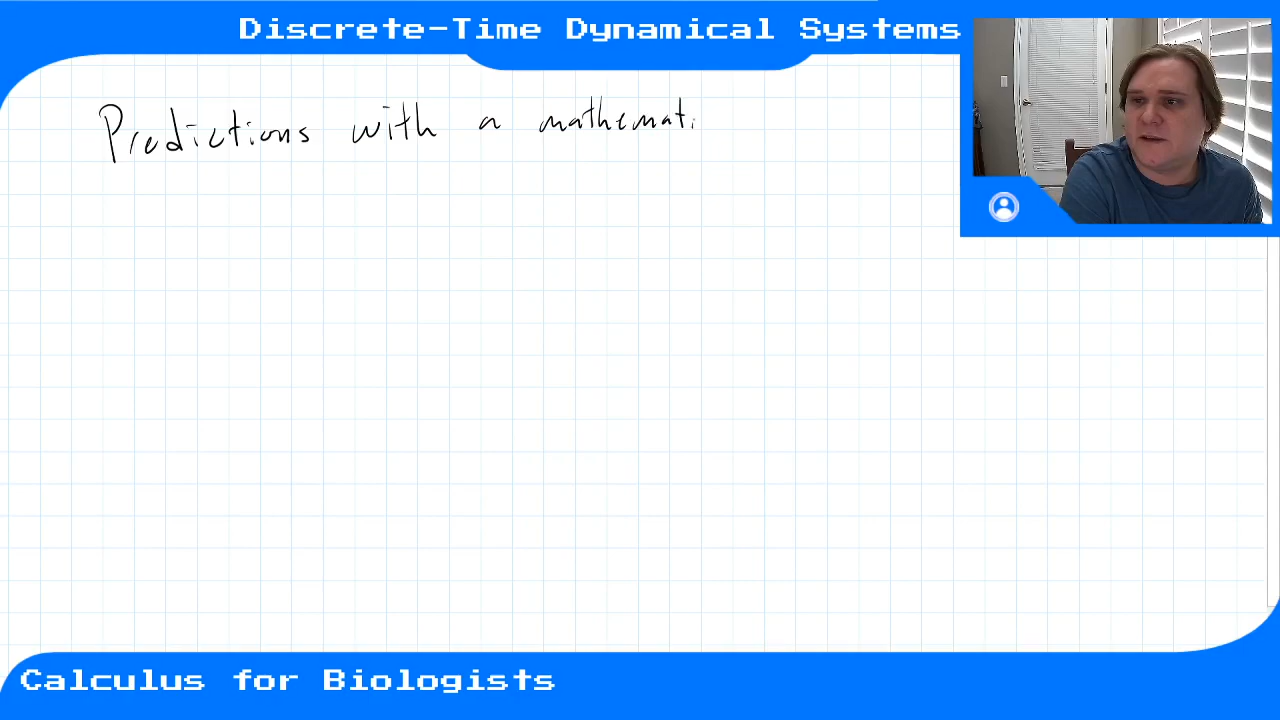 Discrete-Time Dynamical Systems
Predictions with a mathemati
Calculus for Biologists